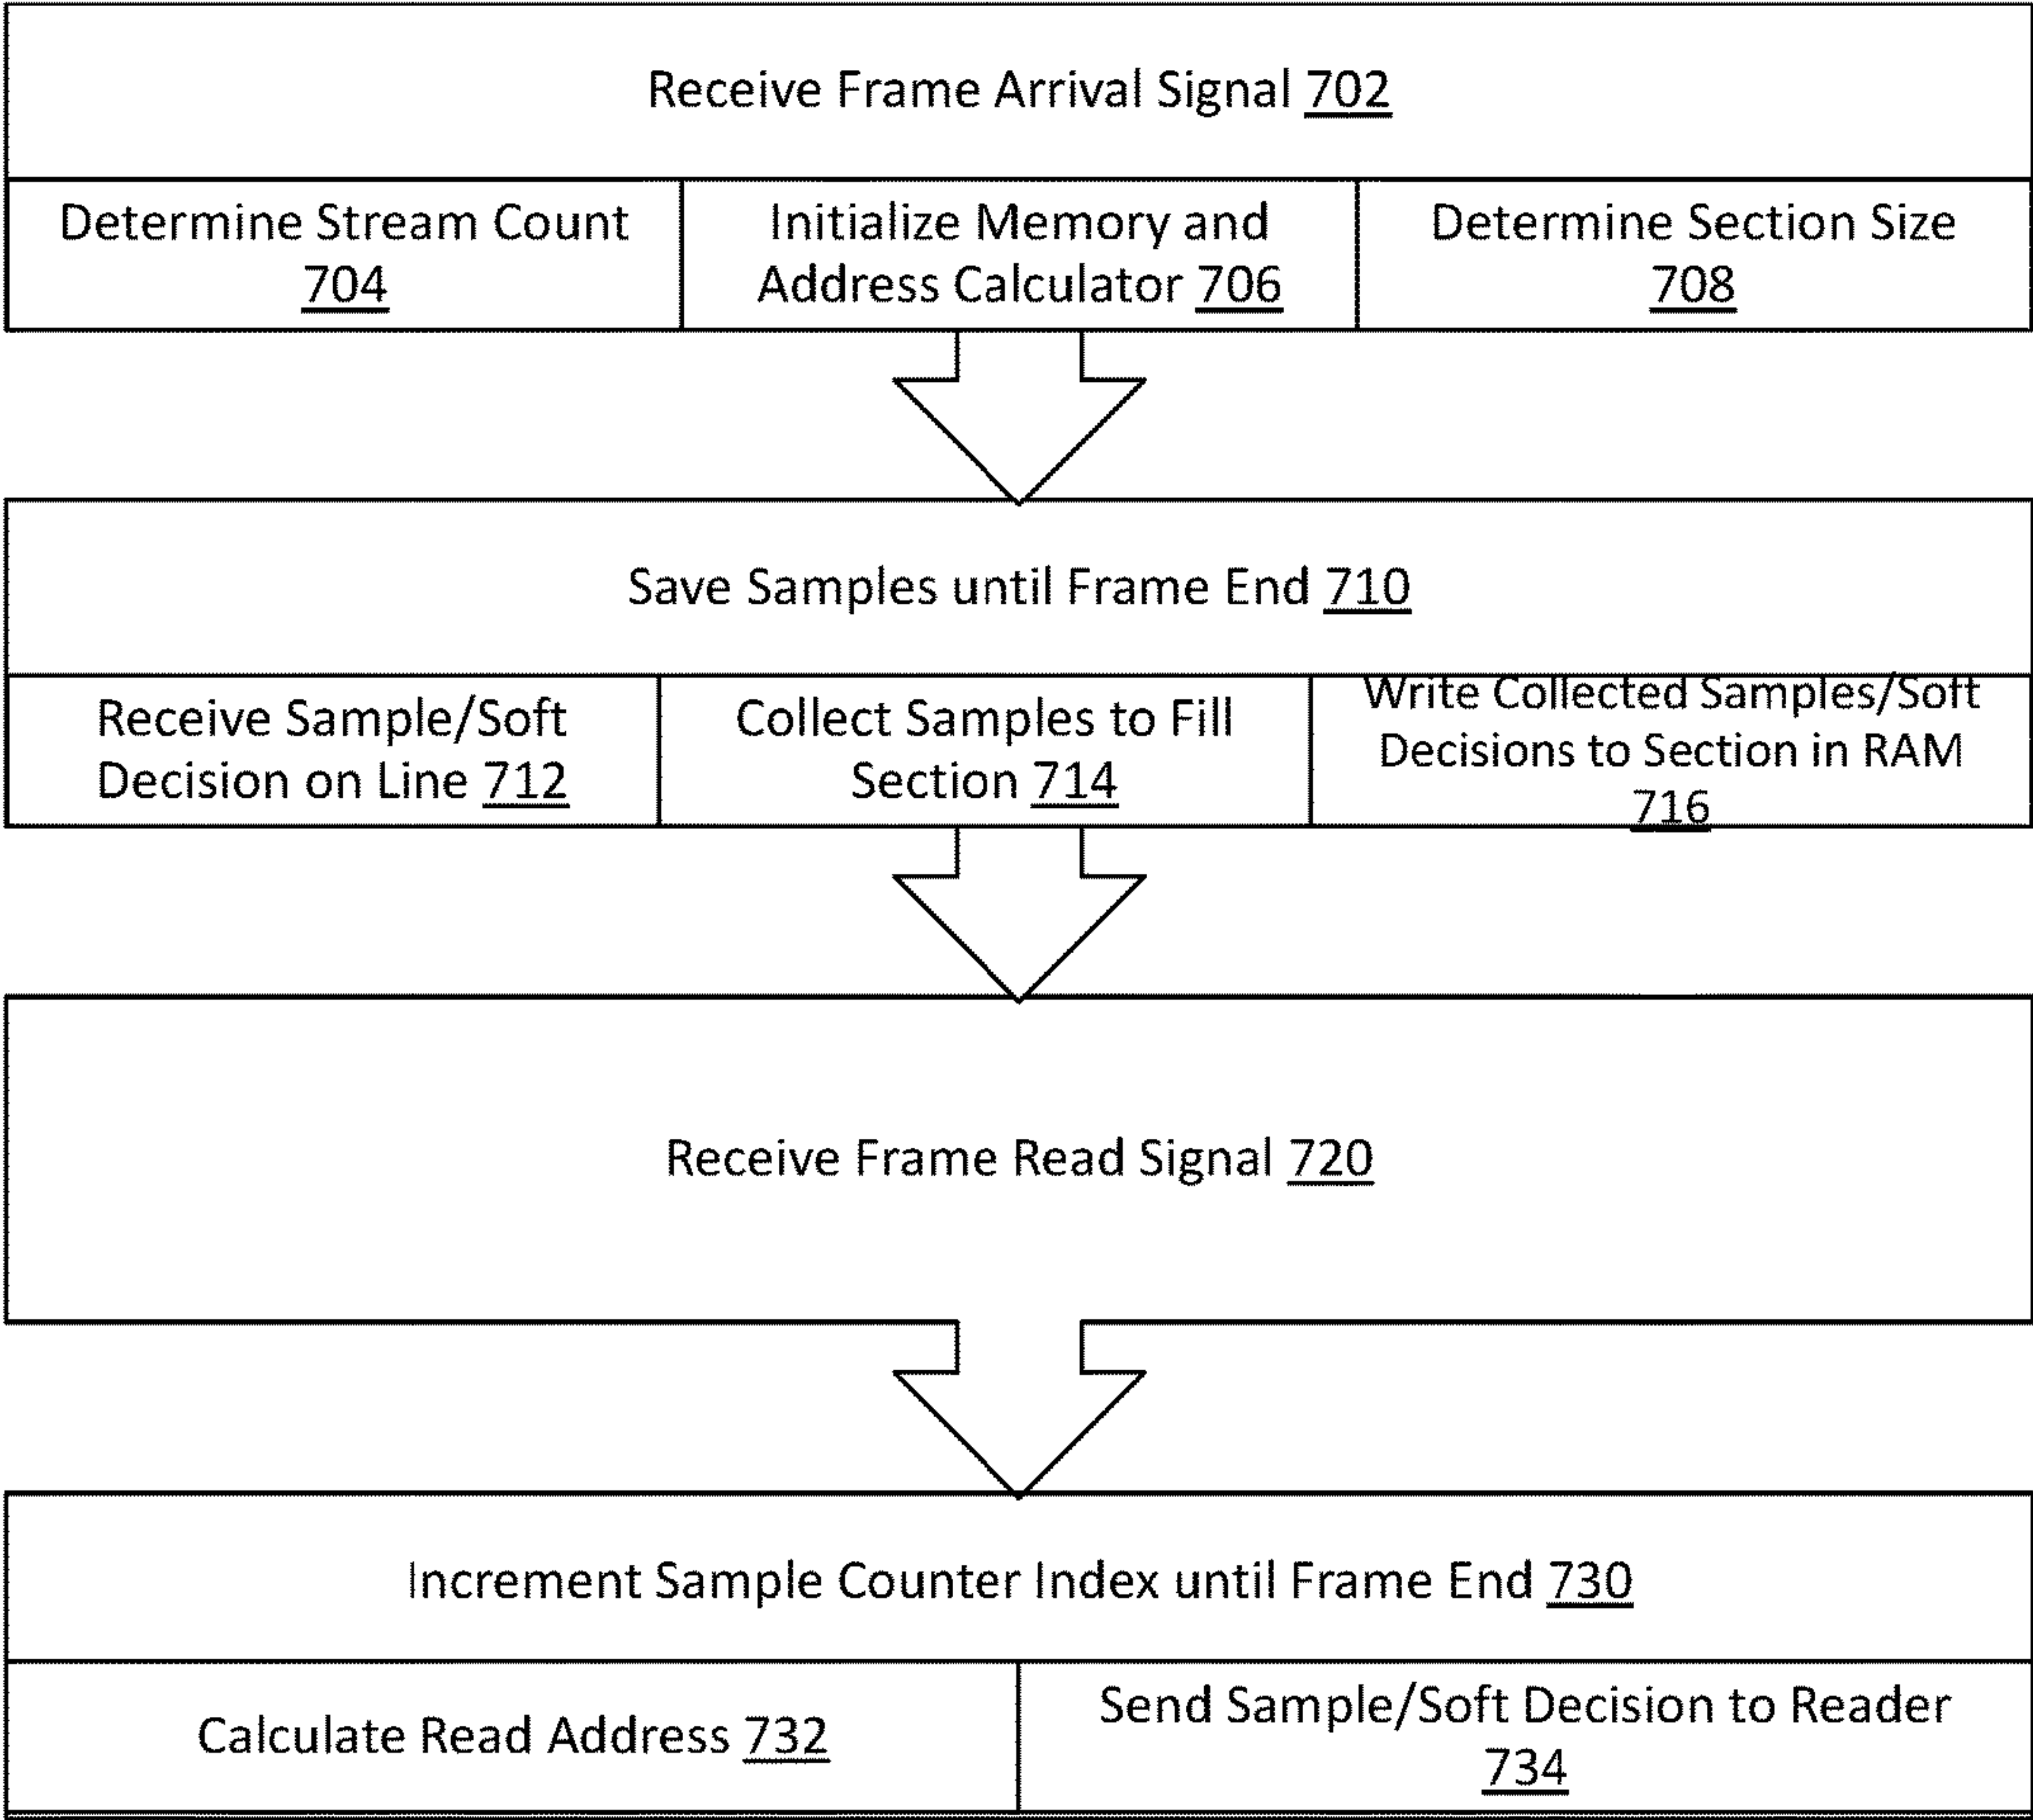 Receive Frame Arrival Signal 702
Determine Stream Count
704
Initialize Memory and
Address Calculator 706
Determine Section Size
708
Save Samples until Frame End 710
Receive Sample/Soft
Decision on Line 712
Collect Samples to Fill
Section 714
Write Collected Samples/Soft
Decisions to Section in RAM
716
Receive Frame Read Signal 720
Increment Sample Counter Index until Frame End 730
Calculate Read Address 732
Send Sample/Soft Decision to Reader
734